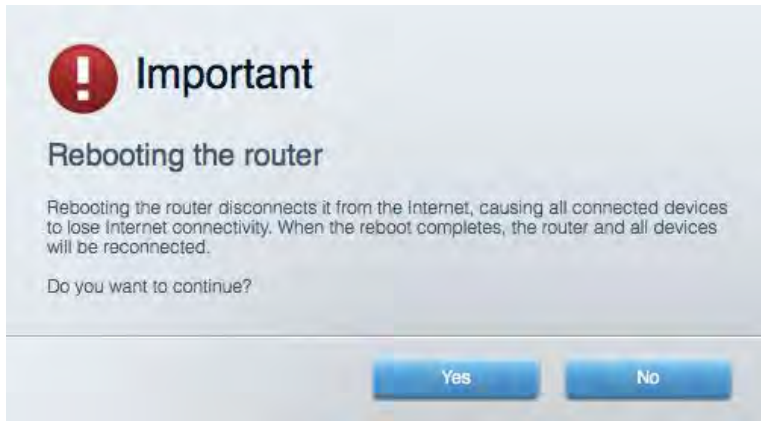 Important
Rebooting the router
Rebooting the router disconnects it from the Internet, causing all connected devices
to lose Internet connectivity. When the reboot completes, the router and all devices
will be reconnected.
Do you want to continue?
Yes No